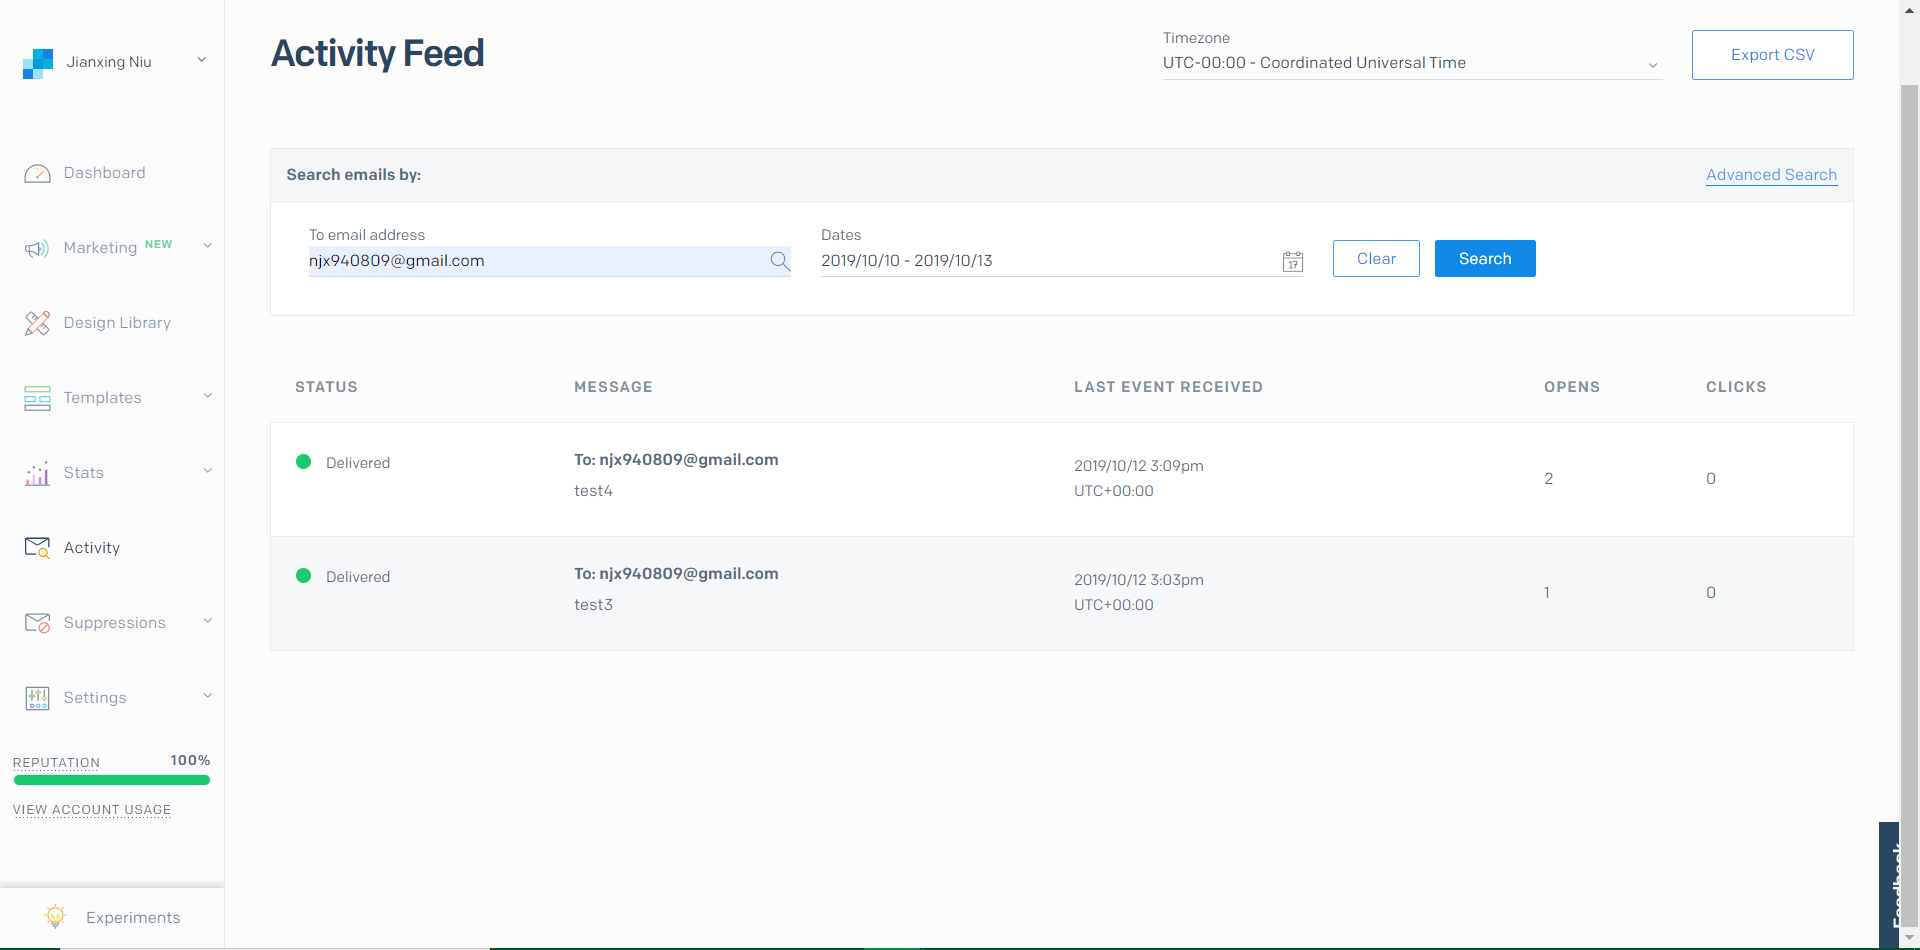 Jianxing Niu
Dashboard
Marketing NEW
Design Library
Templates
Stats
Activity
Suppressions
Settings
REPUTATION 100%
VIEW ACCOUNT USAGE
Experiments
Activity Feed
Timezone
UTC-00:00 - Coordinated Universal Time
Export CSV
Search emails by:
Advanced Search
To email address
njx940809@gmail.com
Dates
2019/10/10 - 2019/10/13
17
Clear
Search
STATUS MESSAGE LAST EVENT RECEIVED OPENS CLICKS
Delivered
To: njx940809@gmail.com
test4
2019/10/12 3:09pm
UTC+00:00
2
0
Delivered
To: njx940809@gmail.com
test3
2019/10/12 3:03pm
UTC+00:00
1
0
Feedback